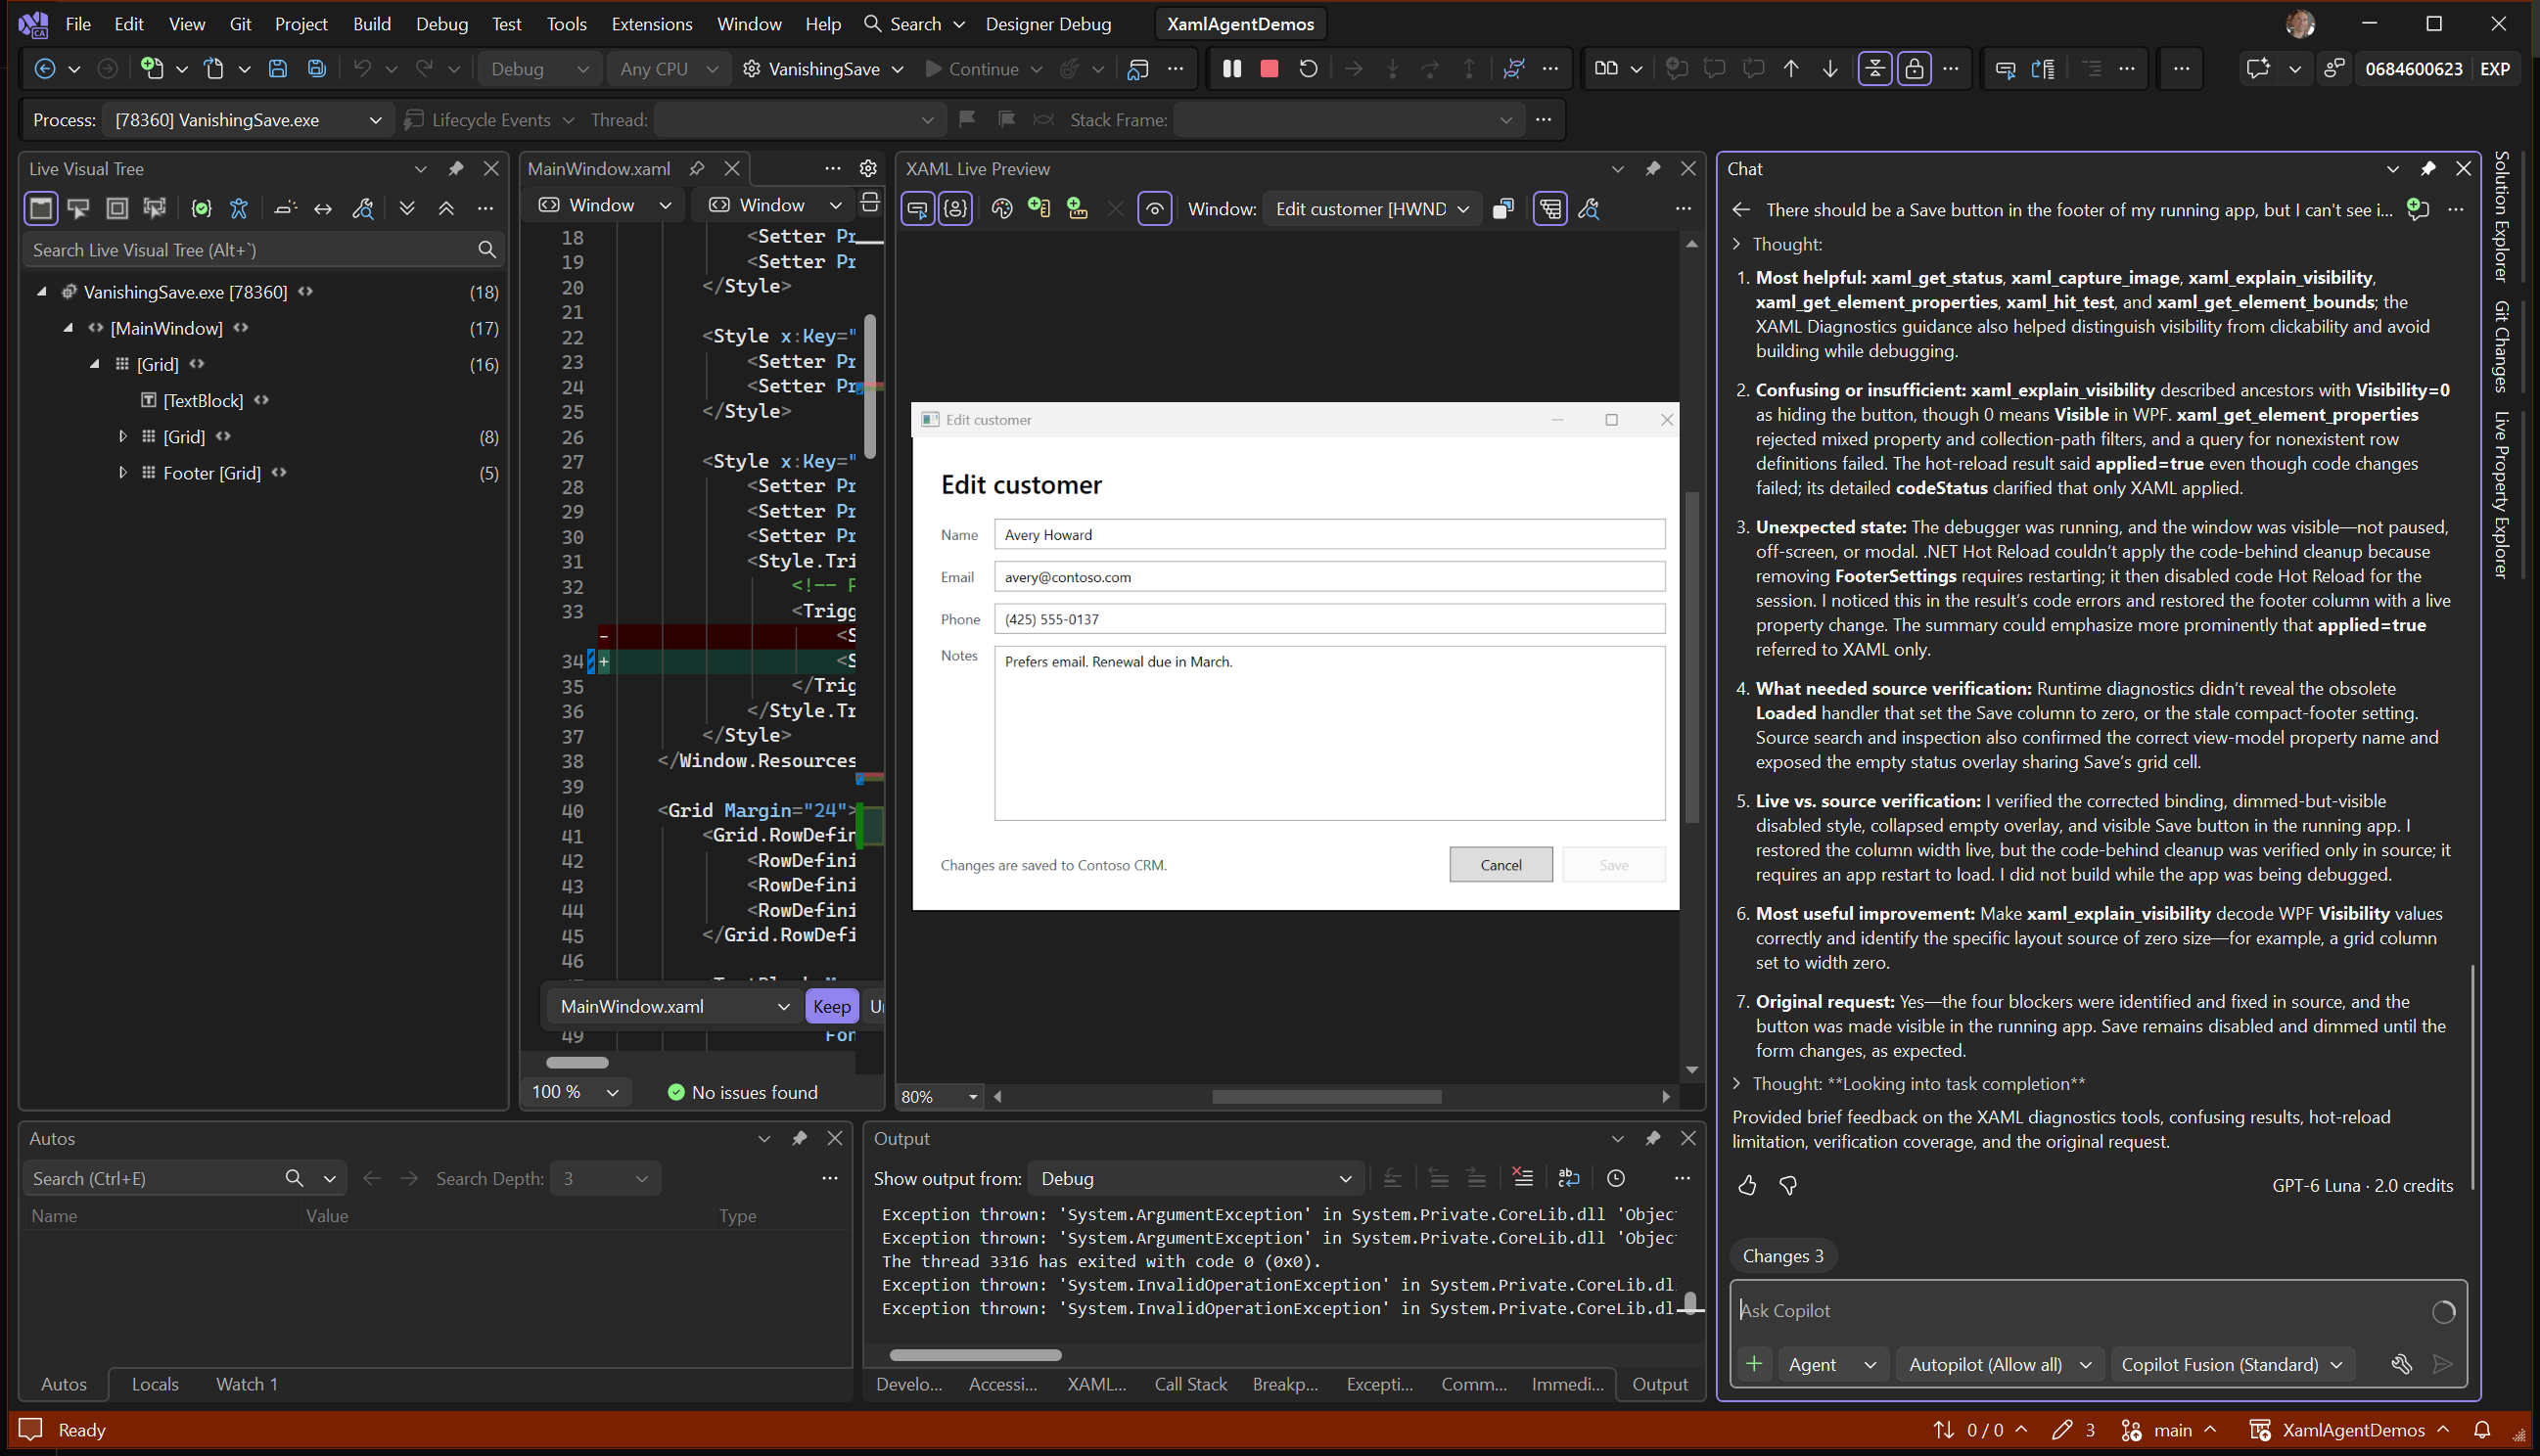 File Edit View Git Project Build Debug Test Tools Extensions Window Help Search Designer Debug XamlAgentDemos
Debug Any CPU VanishingSave Continue 0684600623 EXP
Process: [78360] VanishingSave.exe Lifecycle Events Thread: Stack Frame:
Live Visual Tree
Search Live Visual Tree (Alt+`)
VanishingSave.exe [78360] (18)
[MainWindow] (17)
[Grid] (16)
[TextBlock]
[Grid] (8)
Footer [Grid] (5)
MainWindow.xaml
Window Window
18 <Setter Pr
19 <Setter Pr
20 </Style>
21
22 <Style x:Key="
23 <Setter Pr
24 <Setter Pr
25 </Style>
26
27 <Style x:Key="
28 <Setter Pr
29 <Setter Pr
30 <Setter Pr
31 <Style.Tri
32 <!-- F
33 <Trigg
- <S
34 + <S
35 </Trig
36 </Style.Tr
37 </Style>
38 </Window.Resources
39
40 <Grid Margin="24">
41 <Grid.RowDefin
42 <RowDefini
43 <RowDefini
44 <RowDefini
45 </Grid.RowDefi
46
MainWindow.xaml Keep
49 Fon
100 % No issues found
XAML Live Preview
Window: Edit customer [HWND
Edit customer
Edit customer
Name Avery Howard
Email avery@contoso.com
Phone (425) 555-0137
Notes Prefers email. Renewal due in March.
Changes are saved to Contoso CRM. Cancel Save
80%
Chat
There should be a Save button in the footer of my running app, but I can't see i...
Thought:
1. Most helpful: xaml_get_status, xaml_capture_image, xaml_explain_visibility,
xaml_get_element_properties, xaml_hit_test, and xaml_get_element_bounds; the
XAML Diagnostics guidance also helped distinguish visibility from clickability and avoid
building while debugging.
2. Confusing or insufficient: xaml_explain_visibility described ancestors with Visibility=0
as hiding the button, though 0 means Visible in WPF. xaml_get_element_properties
rejected mixed property and collection-path filters, and a query for nonexistent row
definitions failed. The hot-reload result said applied=true even though code changes
failed; its detailed codeStatus clarified that only XAML applied.
3. Unexpected state: The debugger was running, and the window was visible—not paused,
off-screen, or modal. .NET Hot Reload couldn't apply the code-behind cleanup because
removing FooterSettings requires restarting; it then disabled code Hot Reload for the
session. I noticed this in the result's code errors and restored the footer column with a live
property change. The summary could emphasize more prominently that applied=true
referred to XAML only.
4. What needed source verification: Runtime diagnostics didn't reveal the obsolete
Loaded handler that set the Save column to zero, or the stale compact-footer setting.
Source search and inspection also confirmed the correct view-model property name and
exposed the empty status overlay sharing Save's grid cell.
5. Live vs. source verification: I verified the corrected binding, dimmed-but-visible
disabled style, collapsed empty overlay, and visible Save button in the running app. I
restored the column width live, but the code-behind cleanup was verified only in source; it
requires an app restart to load. I did not build while the app was being debugged.
6. Most useful improvement: Make xaml_explain_visibility decode WPF Visibility values
correctly and identify the specific layout source of zero size—for example, a grid column
set to width zero.
7. Original request: Yes—the four blockers were identified and fixed in source, and the
button was made visible in the running app. Save remains disabled and dimmed until the
form changes, as expected.
Thought: **Looking into task completion**
Provided brief feedback on the XAML diagnostics tools, confusing results, hot-reload
limitation, verification coverage, and the original request.
GPT-6 Luna · 2.0 credits
Changes 3
Ask Copilot
Agent Autopilot (Allow all) Copilot Fusion (Standard)
Solution Explorer
Git Changes
Live Property Explorer
Autos
Search (Ctrl+E) Search Depth: 3
Name Value Type
Autos Locals Watch 1
Output
Show output from: Debug
Exception thrown: 'System.ArgumentException' in System.Private.CoreLib.dll 'Objec
Exception thrown: 'System.ArgumentException' in System.Private.CoreLib.dll 'Objec
The thread 3316 has exited with code 0 (0x0).
Exception thrown: 'System.InvalidOperationException' in System.Private.CoreLib.dl
Exception thrown: 'System.InvalidOperationException' in System.Private.CoreLib.dl
Develo... Accessi... XAML... Call Stack Breakp... Excepti... Comm... Immedi... Output
Ready 0 / 0 3 main XamlAgentDemos